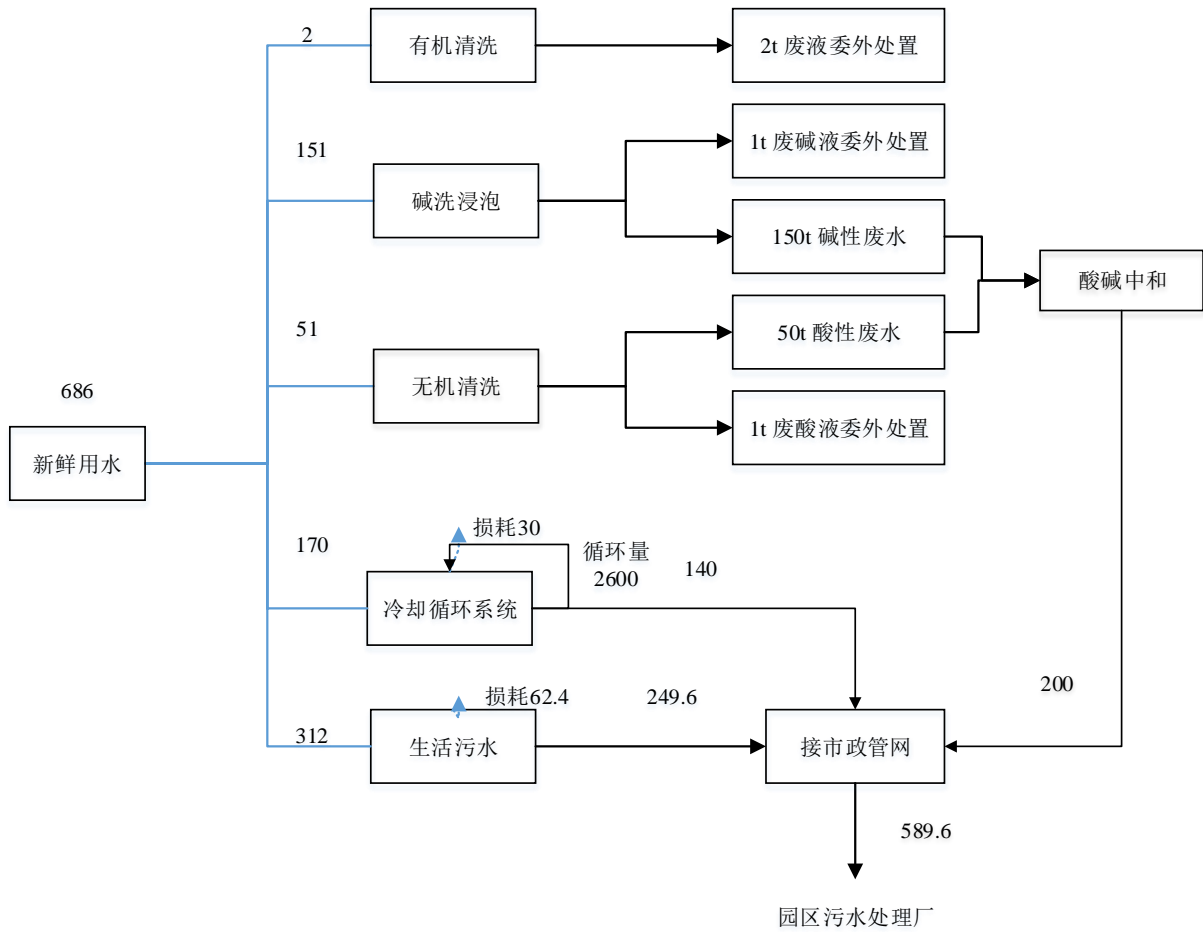 2
有机清洗
2t 废液委外处置
151
碱洗浸泡
1t 废碱液委外处置
150t 碱性废水
酸碱中和
51
无机清洗
50t 酸性废水
1t 废酸液委外处置
686
新鲜用水
170
损耗30
循环量
2600
140
冷却循环系统
200
312
损耗62.4
249.6
生活污水
接市政管网
589.6
园区污水处理厂